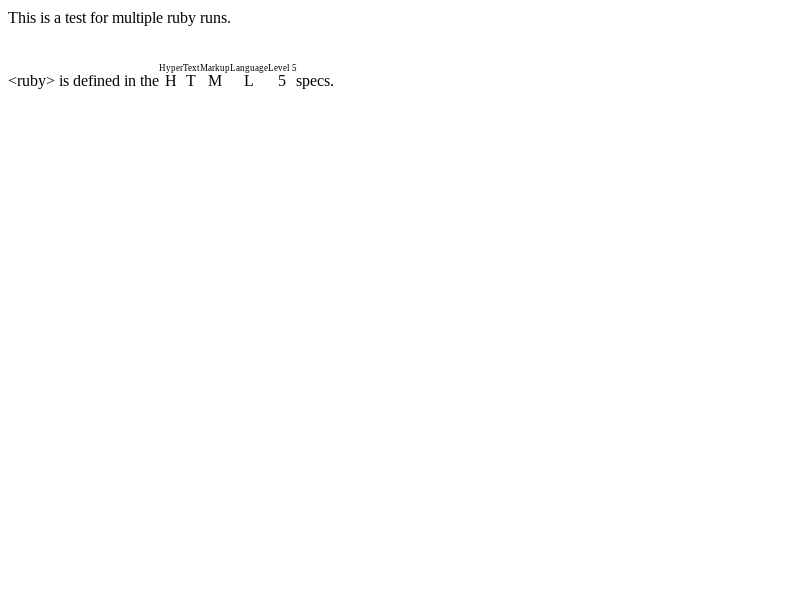 This is a test for multiple ruby runs.
HyperTextMarkupLanguageLevel 5
<ruby> is defined in the H T M L 5 specs.